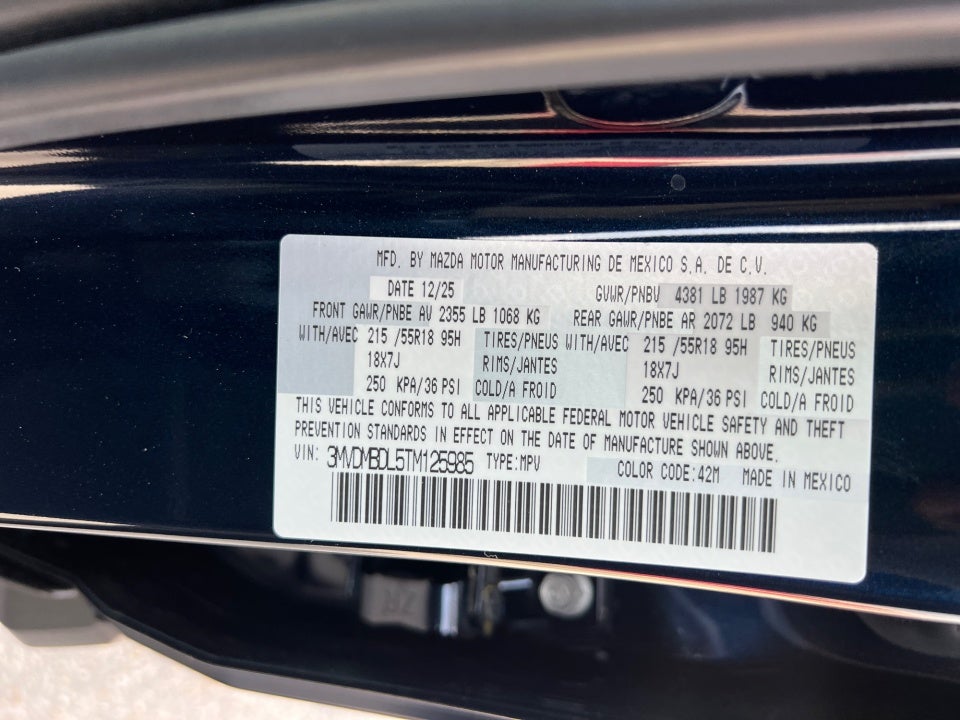 MFD. BY MAZDA MOTOR MANUFACTURING DE MEXICO S.A. DE C.V.
DATE 12/25 GVWR/PNBV 4381 LB 1987 KG
FRONT GAWR/PNBE AV 2355 LB 1068 KG REAR GAWR/PNBE AR 2072 LB 940 KG
WITH/AVEC 215 /55R18 95H TIRES/PNEUS WITH/AVEC 215 /55R18 95H TIRES/PNEUS
18X7J RIMS/JANTES 18X7J RIMS/JANTES
250 KPA/36 PSI COLD/A FROID 250 KPA/36 PSI COLD/A FROID
THIS VEHICLE CONFORMS TO ALL APPLICABLE FEDERAL MOTOR VEHICLE SAFETY AND THEFT
PREVENTION STANDARDS IN EFFECT ON THE DATE OF MANUFACTURE SHOWN ABOVE.
VIN: 3MVDMBDL5TM125985 TYPE:MPV COLOR CODE:42M MADE IN MEXICO